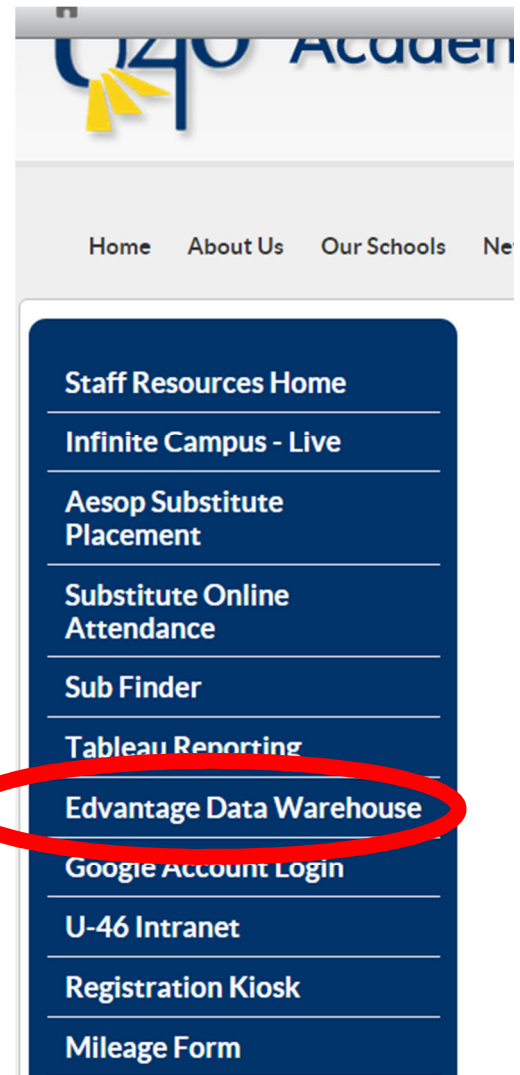 Home About Us Our Schools
Staff Resources Home
Infinite Campus - Live
Aesop Substitute
Placement
Substitute Online
Attendance
Sub Finder
Tableau Reporting
Edvantage Data Warehouse
Google Account Login
U-46 Intranet
Registration Kiosk
Mileage Form